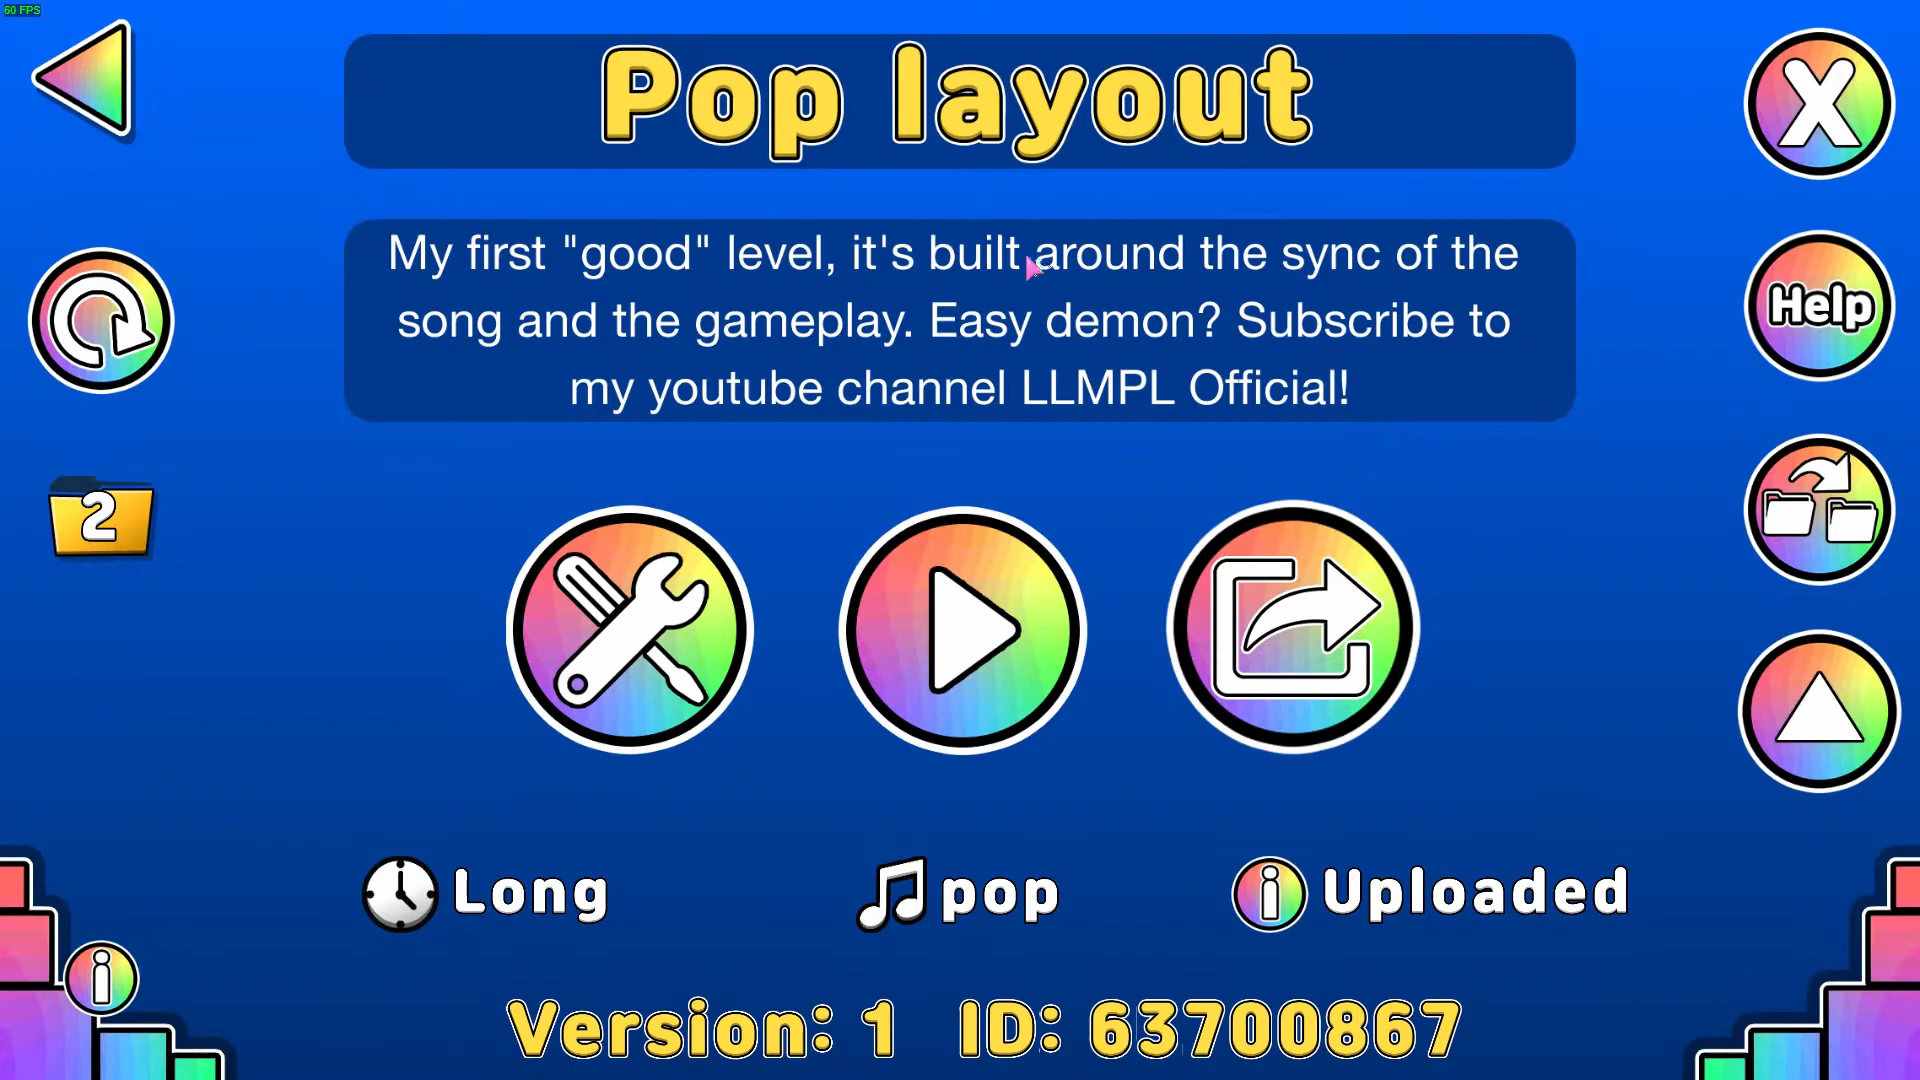 60 FPS
Pop layout
My first "good" level, it's built around the sync of the
song and the gameplay. Easy demon? Subscribe to
my youtube channel LLMPL Official!
Help
2
Long
pop
Uploaded
Version: 1 ID: 63700867